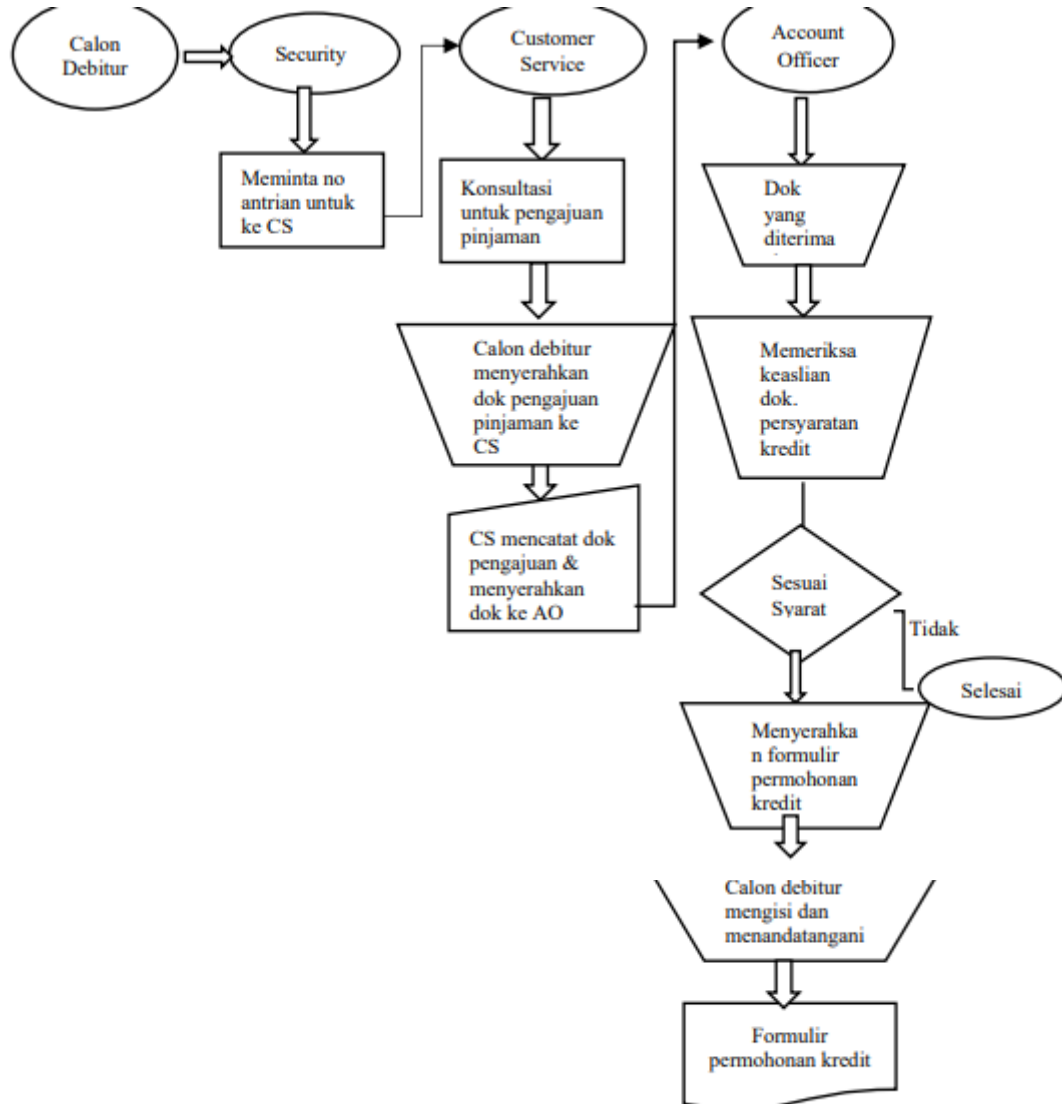 Calon
Debitur
Security
Meminta no
antrian untuk
ke CS
Customer
Service
Konsultasi
untuk pengajuan
pinjaman
Calon debitur
menyerahkan
dok pengajuan
pinjaman ke
CS
CS mencatat dok
pengajuan &
menyerahkan
dok ke AO
Account
Officer
Dok
yang
diterima
Memeriksa
keaslian
dok.
persyaratan
kredit
Sesuai
Syarat
Tidak
Selesai
Menyerahka
n formulir
permohonan
kredit
Calon debitur
mengisi dan
menandatangani
Formulir
permohonan kredit